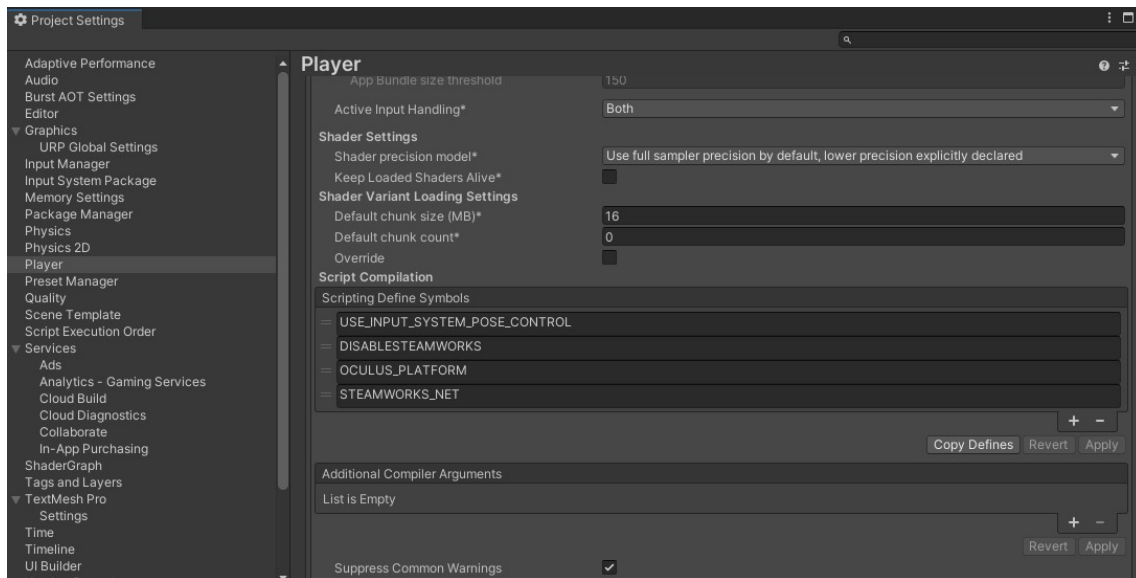 Project Settings
Adaptive Performance
Audio
Burst AOT Settings
Editor
Graphics
URP Global Settings
Input Manager
Input System Package
Memory Settings
Package Manager
Physics
Physics 2D
Player
Preset Manager
Quality
Scene Template
Script Execution Order
Services
Ads
Analytics - Gaming Services
Cloud Build
Cloud Diagnostics
Collaborate
In-App Purchasing
ShaderGraph
Tags and Layers
TextMesh Pro
Settings
Time
Timeline
UI Builder
Player
App Bundle size threshold 150
Active Input Handling* Both
Shader Settings
Shader precision model* Use full sampler precision by default, lower precision explicitly declared
Keep Loaded Shaders Alive*
Shader Variant Loading Settings
Default chunk size (MB)* 16
Default chunk count* 0
Override
Script Compilation
Scripting Define Symbols
USE_INPUT_SYSTEM_POSE_CONTROL
DISABLESTEAMWORKS
OCULUS_PLATFORM
STEAMWORKS_NET
+ −
Copy Defines Revert Apply
Additional Compiler Arguments
List is Empty
+ −
Revert Apply
Suppress Common Warnings